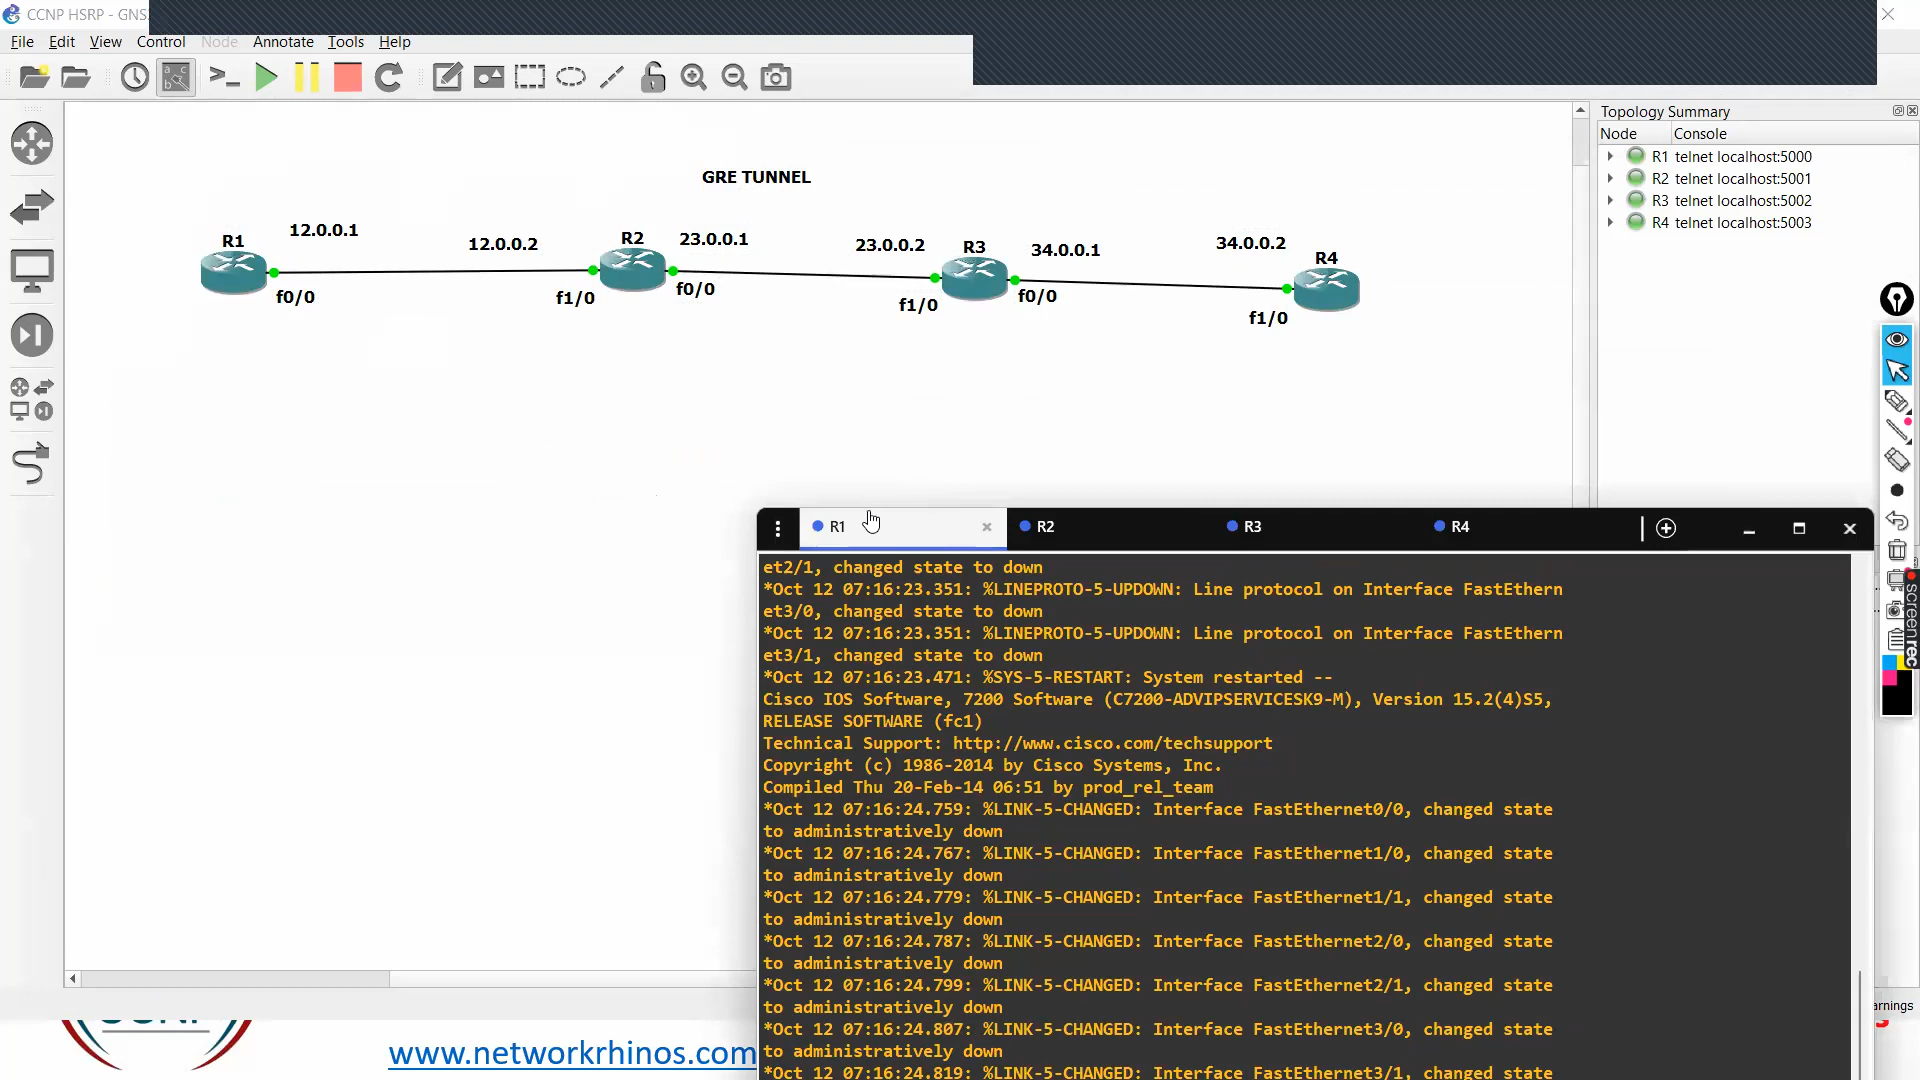 CCNP HSRP - GNS
File Edit View Control Node Annotate Tools Help
Topology Summary
Node Console
R1 telnet localhost:5000
R2 telnet localhost:5001
R3 telnet localhost:5002
R4 telnet localhost:5003
GRE TUNNEL
R1 12.0.0.1 12.0.0.2 R2 23.0.0.1 23.0.0.2 R3 34.0.0.1 34.0.0.2 R4
f0/0 f1/0 f0/0 f1/0 f0/0 f1/0
R1 R2 R3 R4
et2/1, changed state to down
*Oct 12 07:16:23.351: %LINEPROTO-5-UPDOWN: Line protocol on Interface FastEthern
et3/0, changed state to down
*Oct 12 07:16:23.351: %LINEPROTO-5-UPDOWN: Line protocol on Interface FastEthern
et3/1, changed state to down
*Oct 12 07:16:23.471: %SYS-5-RESTART: System restarted --
Cisco IOS Software, 7200 Software (C7200-ADVIPSERVICESK9-M), Version 15.2(4)S5,
RELEASE SOFTWARE (fc1)
Technical Support: http://www.cisco.com/techsupport
Copyright (c) 1986-2014 by Cisco Systems, Inc.
Compiled Thu 20-Feb-14 06:51 by prod_rel_team
*Oct 12 07:16:24.759: %LINK-5-CHANGED: Interface FastEthernet0/0, changed state
to administratively down
*Oct 12 07:16:24.767: %LINK-5-CHANGED: Interface FastEthernet1/0, changed state
to administratively down
*Oct 12 07:16:24.779: %LINK-5-CHANGED: Interface FastEthernet1/1, changed state
to administratively down
*Oct 12 07:16:24.787: %LINK-5-CHANGED: Interface FastEthernet2/0, changed state
to administratively down
*Oct 12 07:16:24.799: %LINK-5-CHANGED: Interface FastEthernet2/1, changed state
to administratively down
*Oct 12 07:16:24.807: %LINK-5-CHANGED: Interface FastEthernet3/0, changed state
to administratively down
*Oct 12 07:16:24.819: %LINK-5-CHANGED: Interface FastEthernet3/1, changed state
screenrec
arnings
www.networkrhinos.com